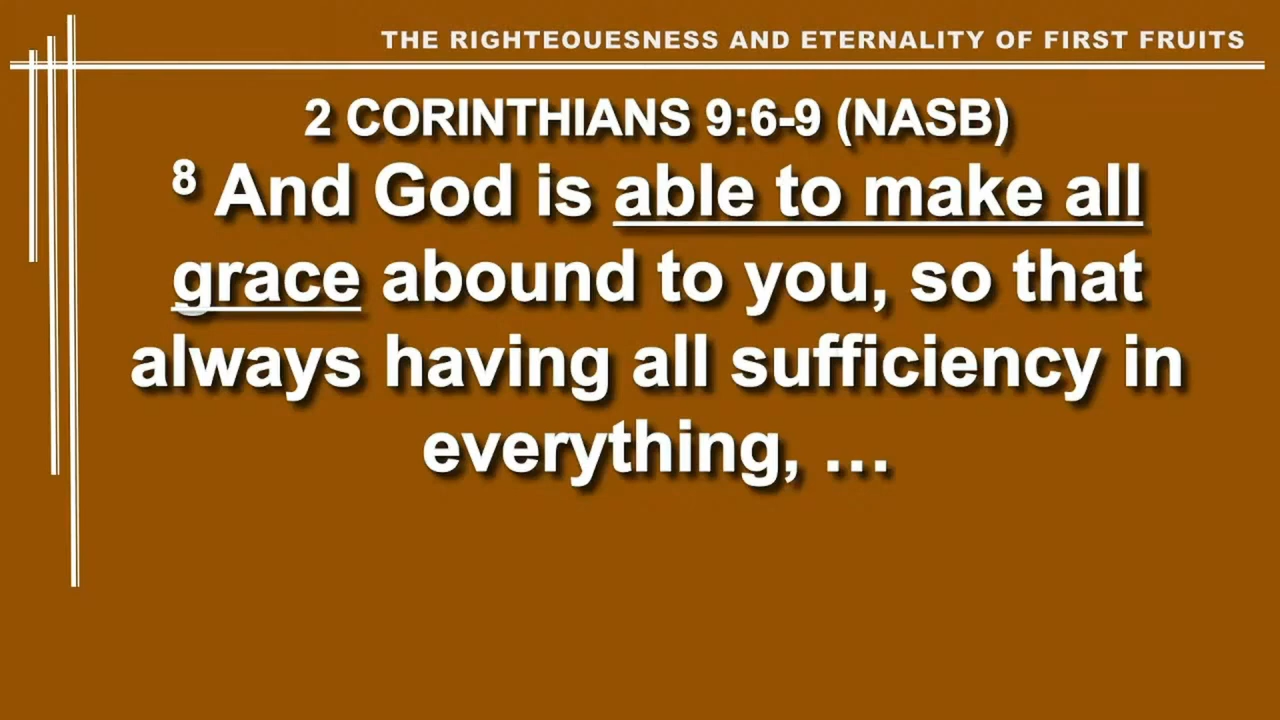 THE RIGHTEOUESNESS AND ETERNALITY OF FIRST FRUITS
2 CORINTHIANS 9:6-9 (NASB)
8 And God is able to make all
grace abound to you, so that
always having all sufficiency in
everything, …